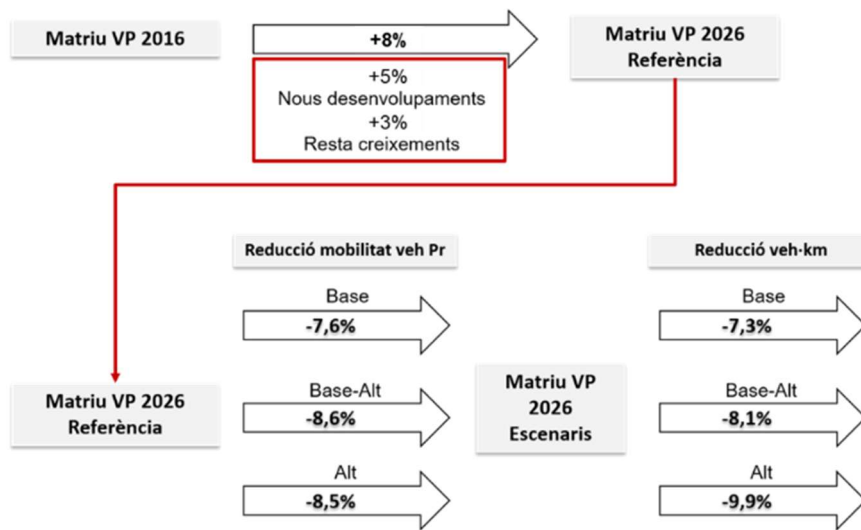 Matriu VP 2016
+8%
Matriu VP 2026
Referència
+5%
Nous desenvolupaments
+3%
Resta creixements
Reducció mobilitat veh Pr
Reducció veh·km
Base
-7,6%
Base
-7,3%
Matriu VP 2026
Referència
Base-Alt
-8,6%
Matriu VP
2026
Escenaris
Base-Alt
-8,1%
Alt
-8,5%
Alt
-9,9%